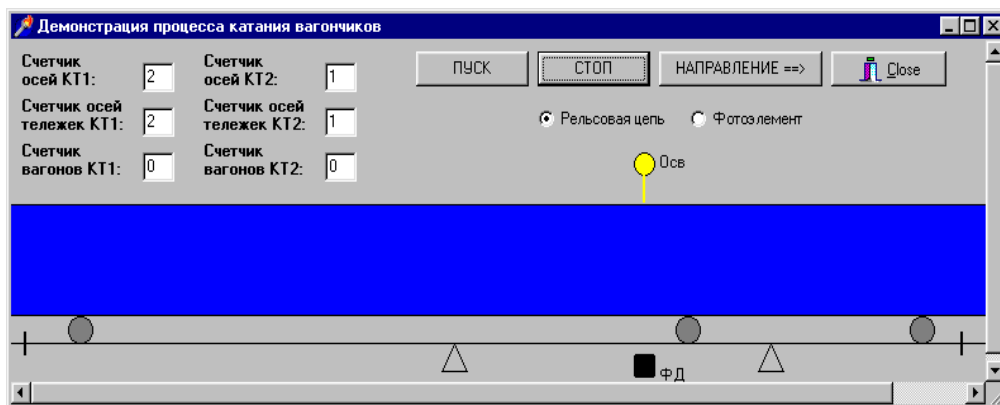 Демонстрация процесса катания вагончиков
Счетчик осей КТ1: 2
Счетчик осей КТ2: 1
ПУСК
СТОП
НАПРАВЛЕНИЕ ==>
Close
Счетчик осей тележек КТ1: 2
Счетчик осей тележек КТ2: 1
Рельсовая цепь
Фотоэлемент
Счетчик вагонов КТ1: 0
Счетчик вагонов КТ2: 0
Осв
ФД